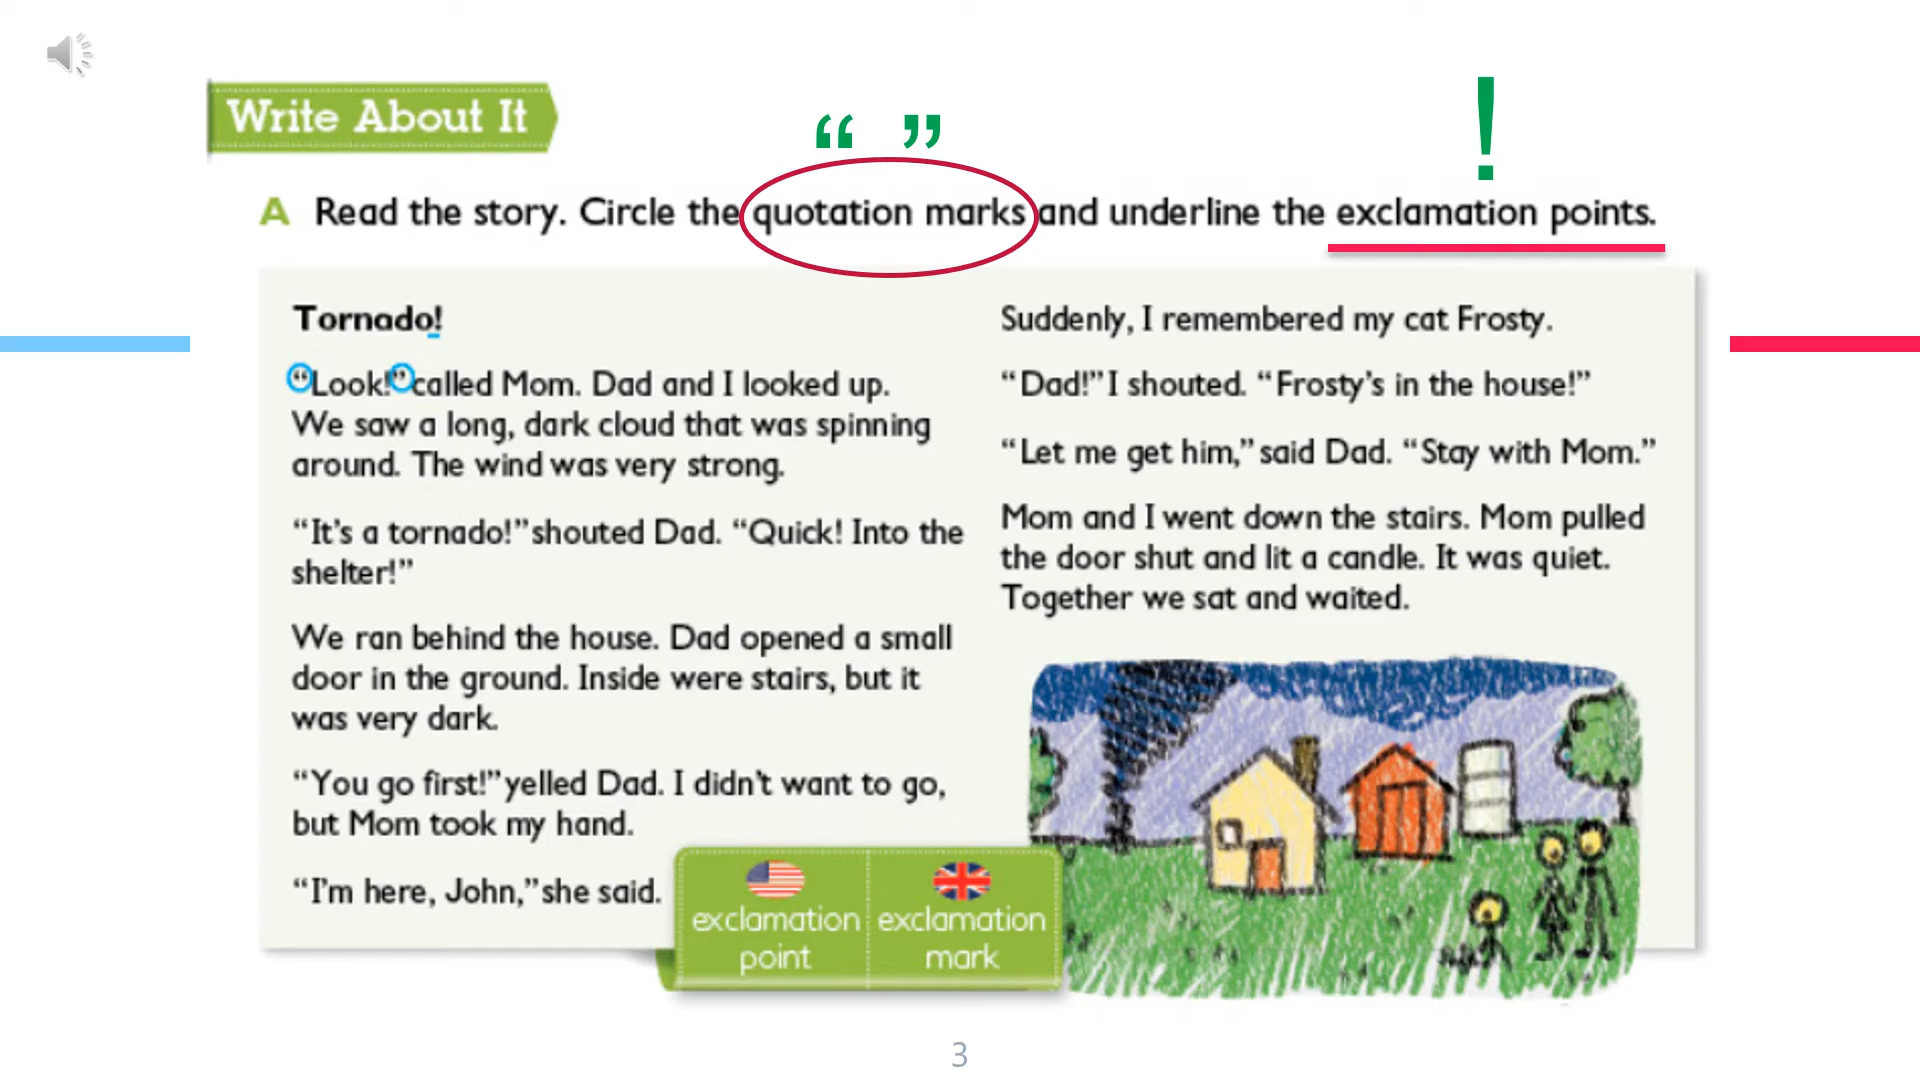 Write About It
“ ”
!
A Read the story. Circle the quotation marks and underline the exclamation points.
Tornado!
“Look!” called Mom. Dad and I looked up.
We saw a long, dark cloud that was spinning
around. The wind was very strong.
“It’s a tornado!” shouted Dad. “Quick! Into the
shelter!”
We ran behind the house. Dad opened a small
door in the ground. Inside were stairs, but it
was very dark.
“You go first!” yelled Dad. I didn’t want to go,
but Mom took my hand.
“I’m here, John,” she said.
Suddenly, I remembered my cat Frosty.
“Dad!” I shouted. “Frosty’s in the house!”
“Let me get him,” said Dad. “Stay with Mom.”
Mom and I went down the stairs. Mom pulled
the door shut and lit a candle. It was quiet.
Together we sat and waited.
exclamation
point
exclamation
mark
3